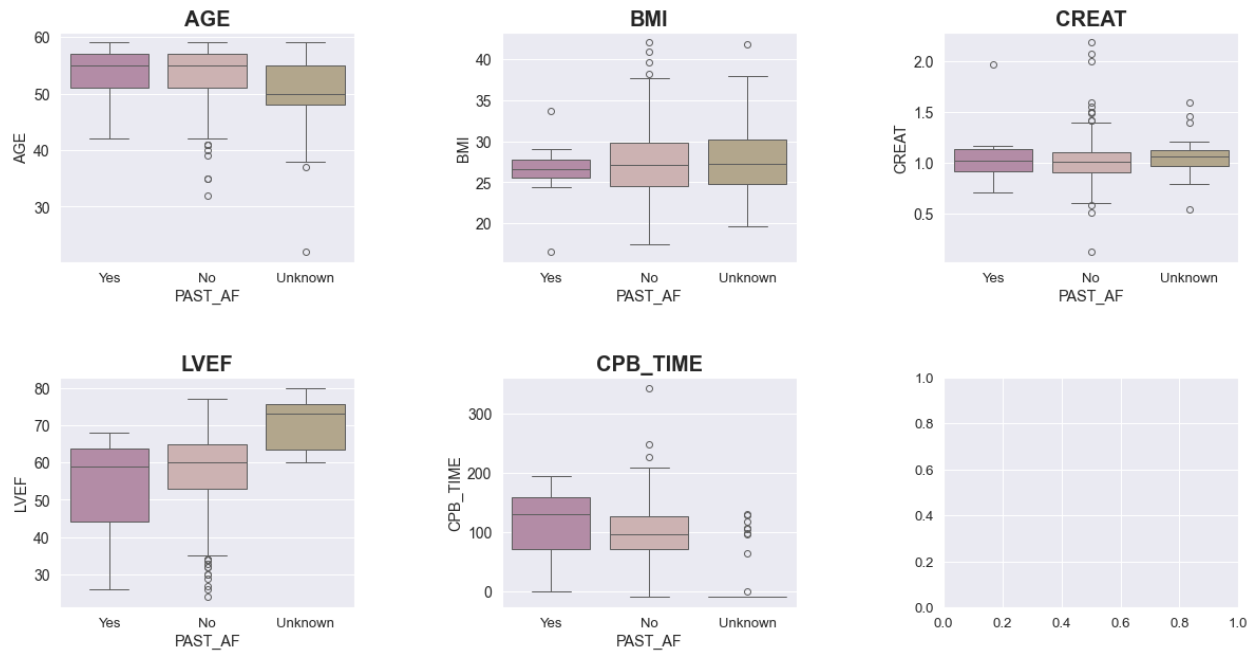 AGE
60
50
40
30
AGE
Yes No Unknown
PAST_AF
BMI
40
35
30
25
20
BMI
Yes No Unknown
PAST_AF
CREAT
2.0
1.5
1.0
0.5
CREAT
Yes No Unknown
PAST_AF
LVEF
80
70
60
50
40
30
LVEF
Yes No Unknown
PAST_AF
CPB_TIME
300
200
100
0
CPB_TIME
Yes No Unknown
PAST_AF
1.0
0.8
0.6
0.4
0.2
0.0
0.0 0.2 0.4 0.6 0.8 1.0